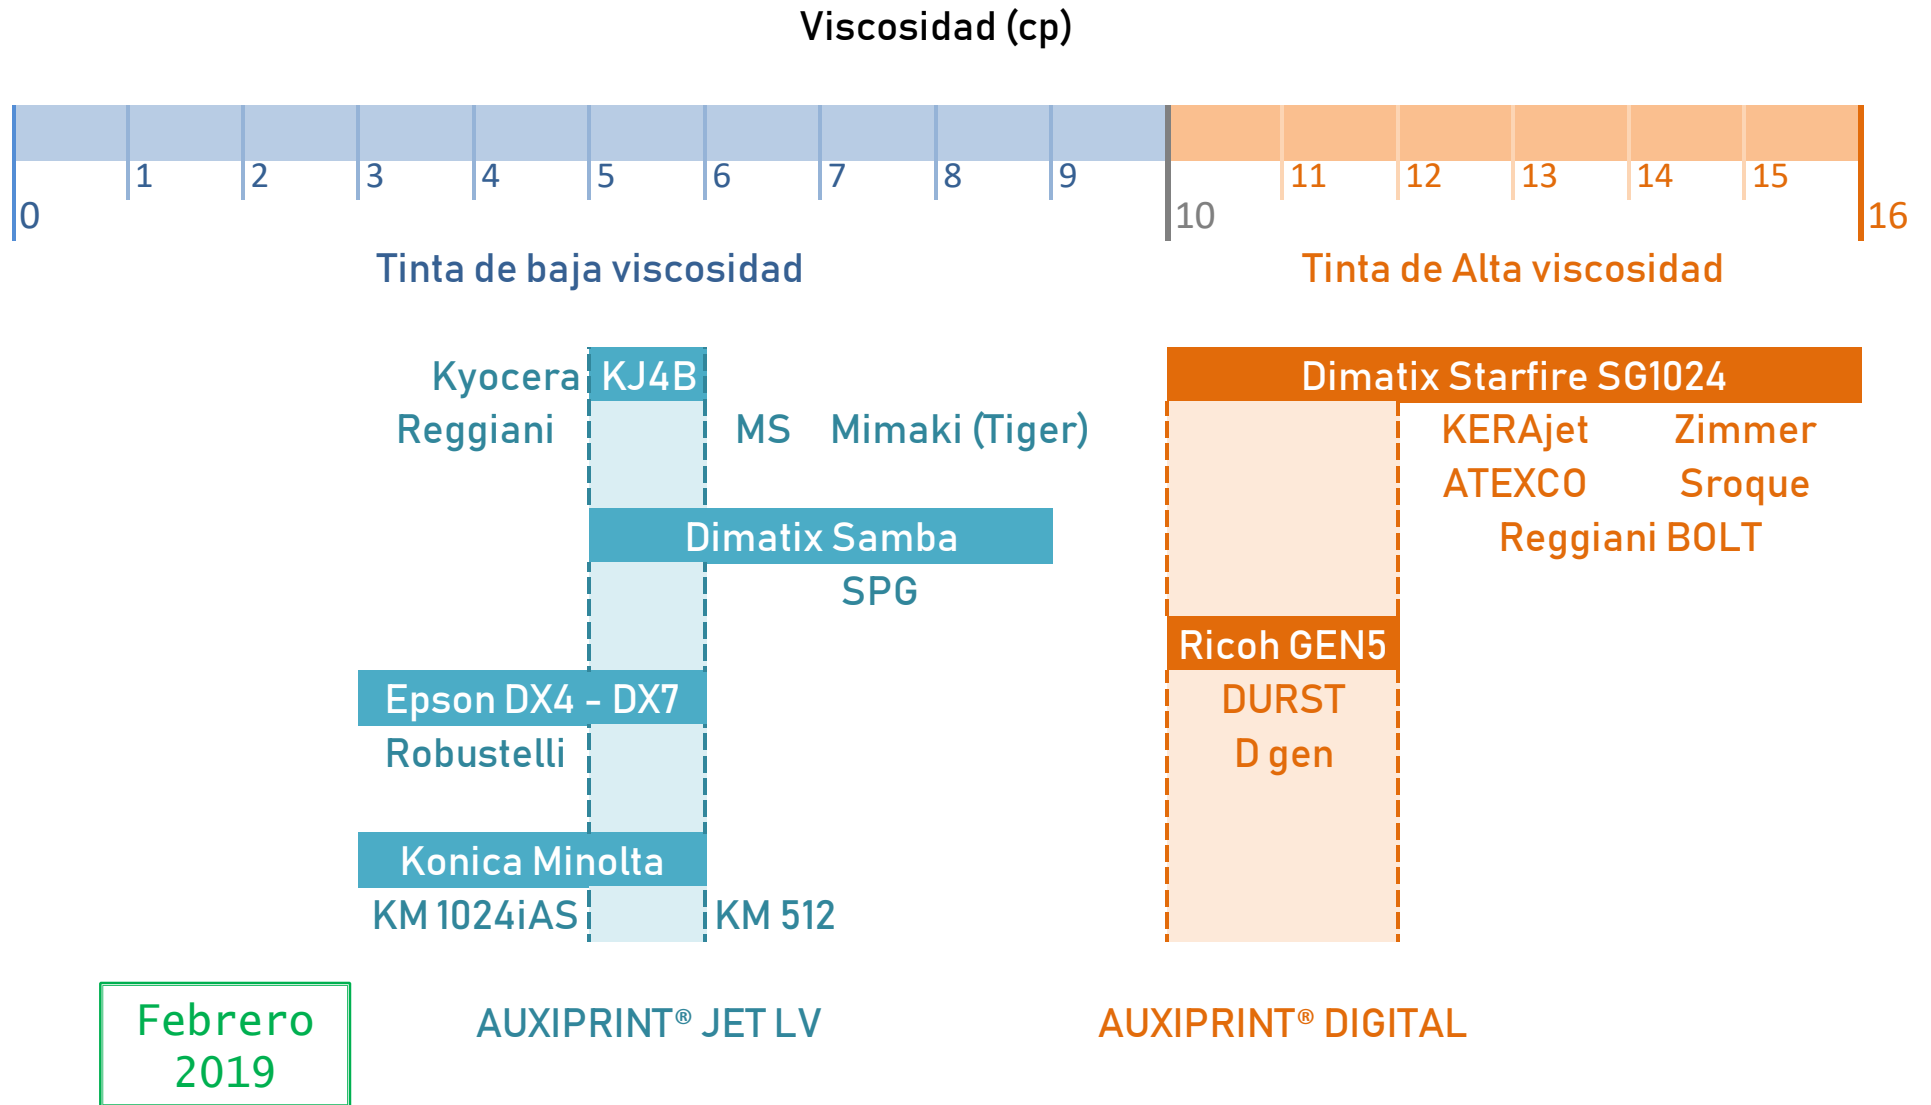 Viscosidad (cp)
1 2 3 4 5 6 7 8 9 11 12 13 14 15
0 10 16
Tinta de baja viscosidad
Tinta de Alta viscosidad
Kyocera KJ4B
Dimatix Starfire SG1024
Reggiani MS Mimaki (Tiger)
KERAjet Zimmer
ATEXCO Sroque
Dimatix Samba
Reggiani BOLT
SPG
Ricoh GEN5
Epson DX4 - DX7
DURST
Robustelli
D gen
Konica Minolta
KM 1024iAS KM 512
Febrero
2019
AUXIPRINT® JET LV
AUXIPRINT® DIGITAL